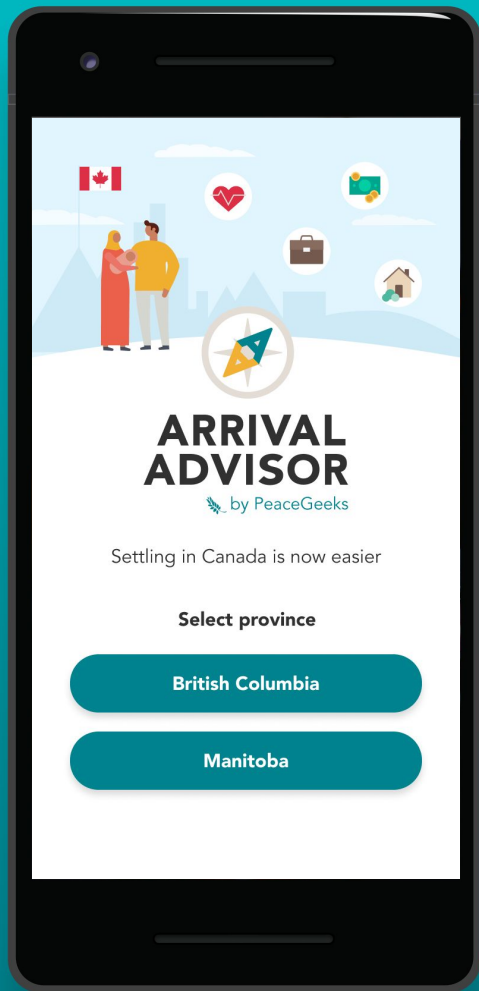 ARRIVAL
ADVISOR
by PeaceGeeks
Settling in Canada is now easier
Select province
British Columbia
Manitoba